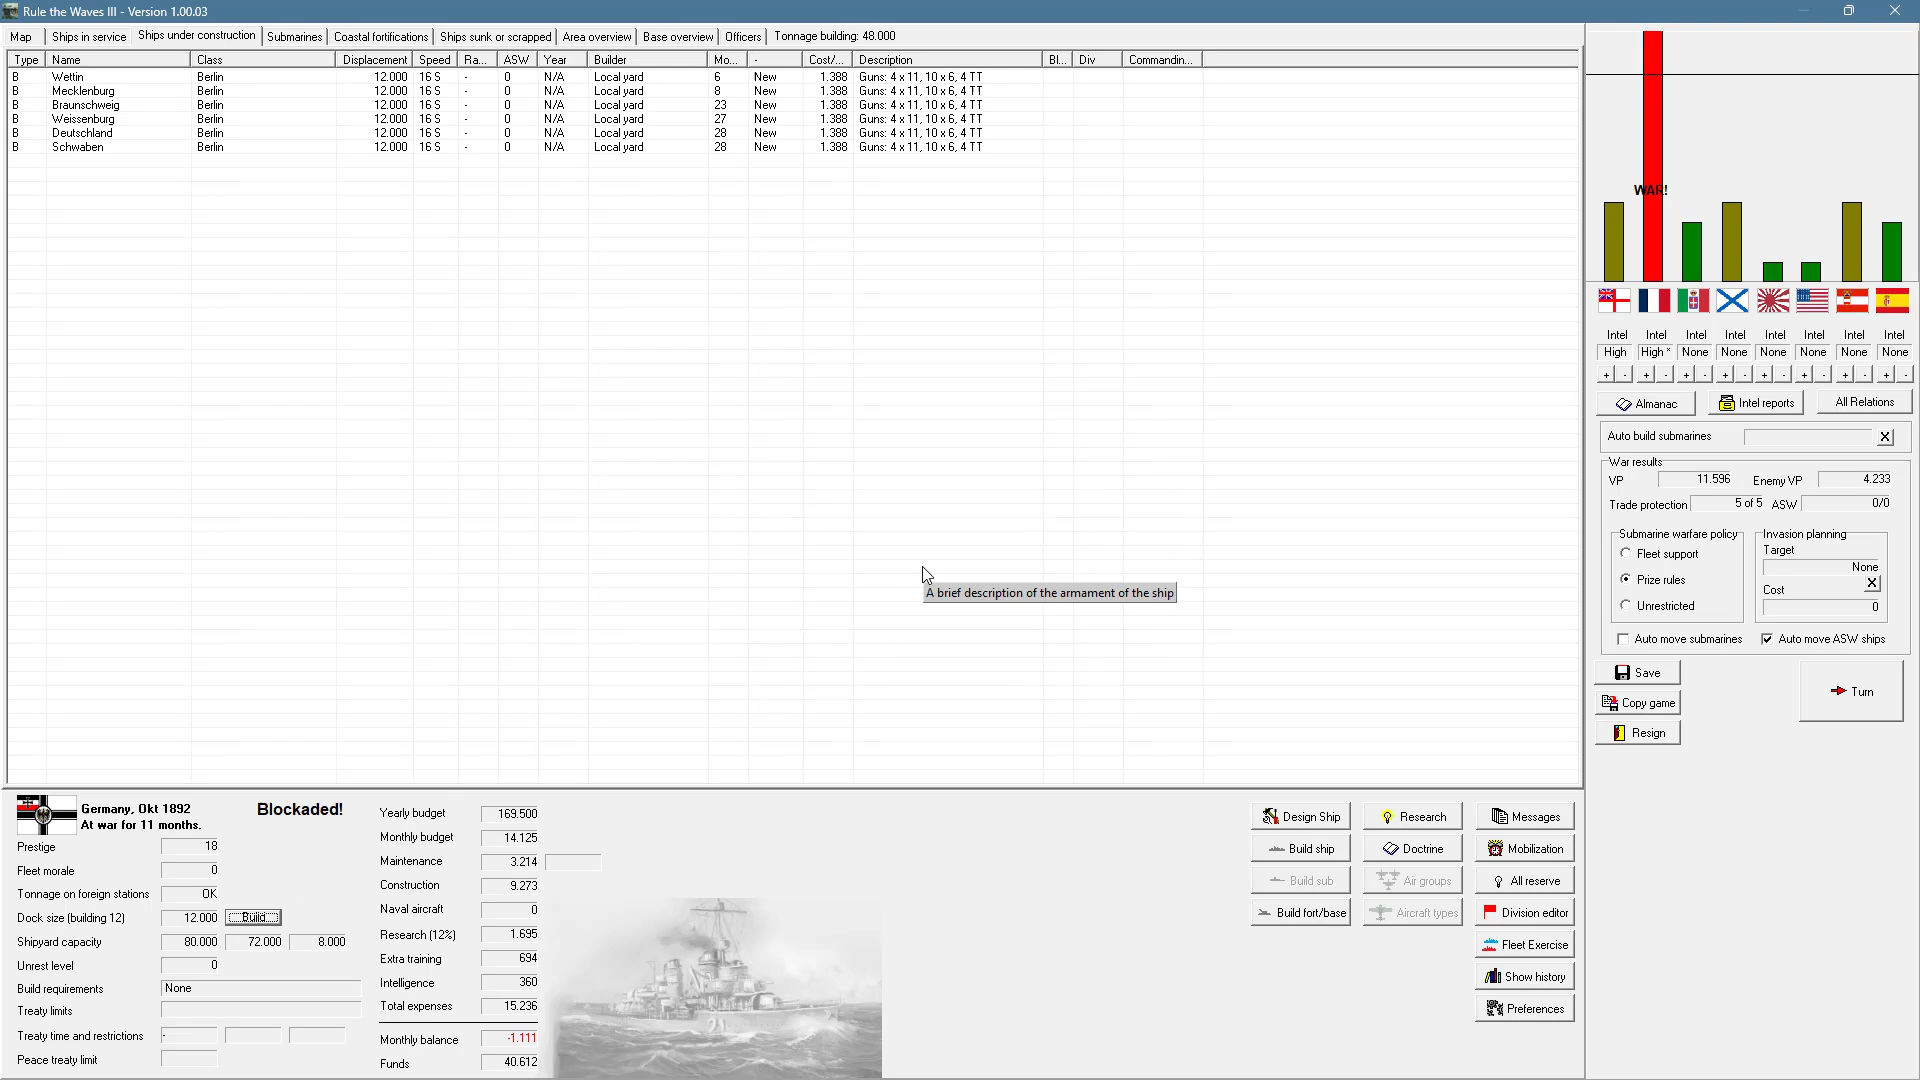 Rule the Waves III - Version 1.00.03
Map Ships in service Ships under construction Submarines Coastal fortifications Ships sunk or scrapped Area overview Base overview Officers Tonnage building: 48.000
Type Name Class Displacement Speed Ra... ASW Year Builder Mo... - Cost/... Description Bl... Div Commandin...
B Wettin Berlin 12.000 16 S - 0 N/A Local yard 6 New 1.388 Guns: 4 x 11, 10 x 6, 4 TT
B Mecklenburg Berlin 12.000 16 S - 0 N/A Local yard 8 New 1.388 Guns: 4 x 11, 10 x 6, 4 TT
B Braunschweig Berlin 12.000 16 S - 0 N/A Local yard 23 New 1.388 Guns: 4 x 11, 10 x 6, 4 TT
B Weissenburg Berlin 12.000 16 S - 0 N/A Local yard 27 New 1.388 Guns: 4 x 11, 10 x 6, 4 TT
B Deutschland Berlin 12.000 16 S - 0 N/A Local yard 28 New 1.388 Guns: 4 x 11, 10 x 6, 4 TT
B Schwaben Berlin 12.000 16 S - 0 N/A Local yard 28 New 1.388 Guns: 4 x 11, 10 x 6, 4 TT
A brief description of the armament of the ship
WAR!
Intel Intel Intel Intel Intel Intel Intel Intel
High High * None None None None None None
+ - + - + - + - + - + - + - + -
Almanac Intel reports All Relations
Auto build submarines X
War results
VP 11.596 Enemy VP 4.233
Trade protection 5 of 5 ASW 0/0
Submarine warfare policy
Fleet support
Prize rules
Unrestricted
Invasion planning
Target
None
X
Cost
0
Auto move submarines Auto move ASW ships
Save
Copy game
Resign
Turn
Germany, Okt 1892
At war for 11 months.
Blockaded!
Prestige 18
Fleet morale 0
Tonnage on foreign stations OK
Dock size (building 12) 12.000 Build
Shipyard capacity 80.000 72.000 8.000
Unrest level 0
Build requirements None
Treaty limits
Treaty time and restrictions -
Peace treaty limit
Yearly budget 169.500
Monthly budget 14.125
Maintenance 3.214
Construction 9.273
Naval aircraft 0
Research (12%) 1.695
Extra training 694
Intelligence 360
Total expenses 15.236
Monthly balance -1.111
Funds 40.612
Design Ship Research Messages
Build ship Doctrine Mobilization
Build sub Air groups All reserve
Build fort/base Aircraft types Division editor
Fleet Exercise
Show history
Preferences